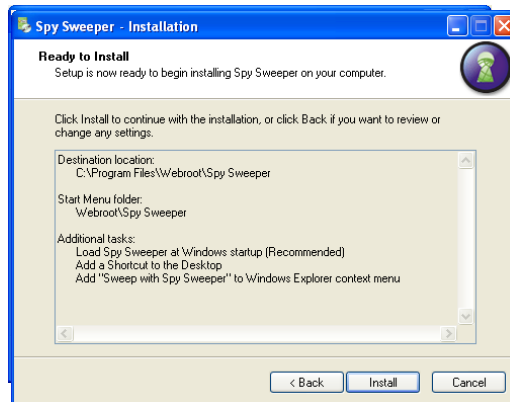 Spy Sweeper - Installation
Ready to Install
Setup is now ready to begin installing Spy Sweeper on your computer.
Click Install to continue with the installation, or click Back if you want to review or
change any settings.
Destination location:
C:\Program Files\Webroot\Spy Sweeper
Start Menu folder:
Webroot\Spy Sweeper
Additional tasks:
Load Spy Sweeper at Windows startup (Recommended)
Add a Shortcut to the Desktop
Add "Sweep with Spy Sweeper" to Windows Explorer context menu
< Back Install Cancel